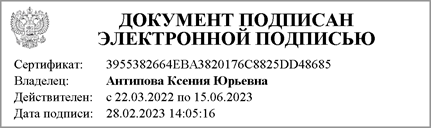 ДОКУМЕНТ ПОДПИСАН
ЭЛЕКТРОННОЙ ПОДПИСЬЮ
Сертификат: 3955382664EBA3820176C8825DD48685
Владелец: Антипова Ксения Юрьевна
Действителен: с 22.03.2022 по 15.06.2023
Дата подписи: 28.02.2023 14:05:16